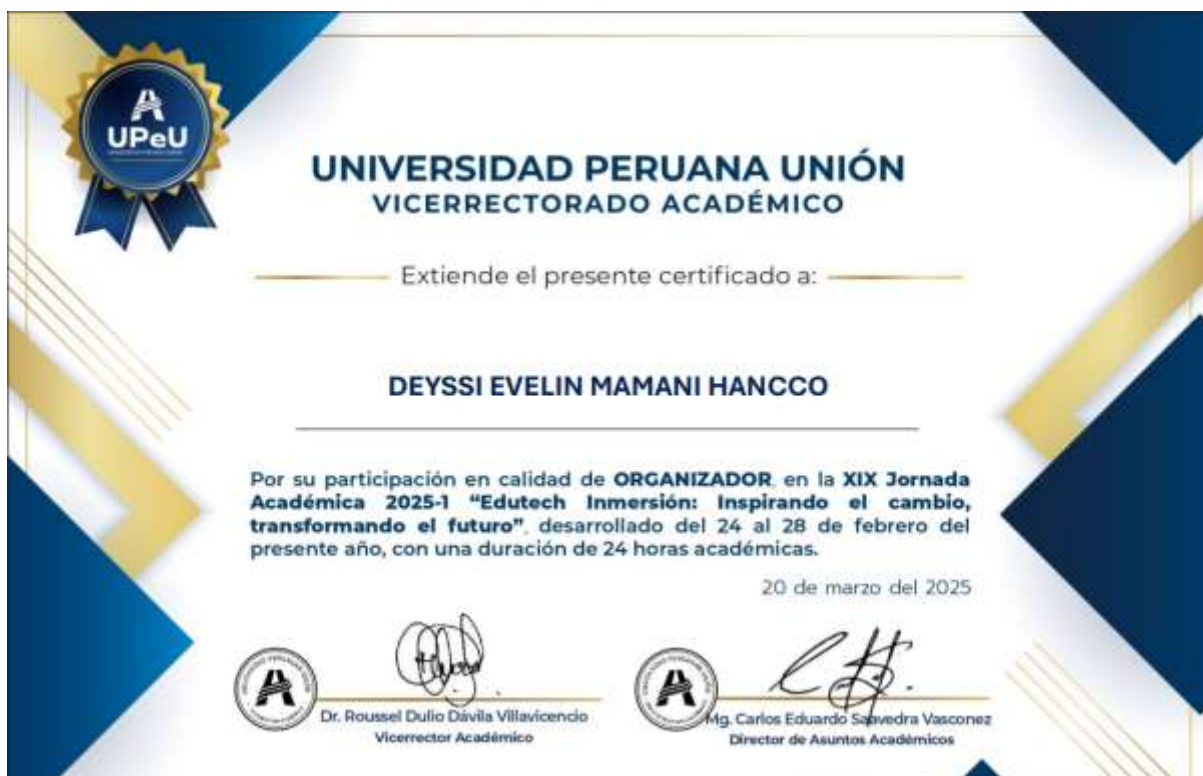 UPeU
UNIVERSIDAD PERUANA UNIÓN
VICERRECTORADO ACADÉMICO
Extiende el presente certificado a:
DEYSSI EVELIN MAMANI HANCCO
Por su participación en calidad de ORGANIZADOR, en la XIX Jornada
Académica 2025-1 “Edutech Inmersión: Inspirando el cambio,
transformando el futuro”, desarrollado del 24 al 28 de febrero del
presente año, con una duración de 24 horas académicas.
20 de marzo del 2025
Dr. Roussel Dulio Dávila Villavicencio
Vicerrector Académico
Mg. Carlos Eduardo Saavedra Vasconez
Director de Asuntos Académicos